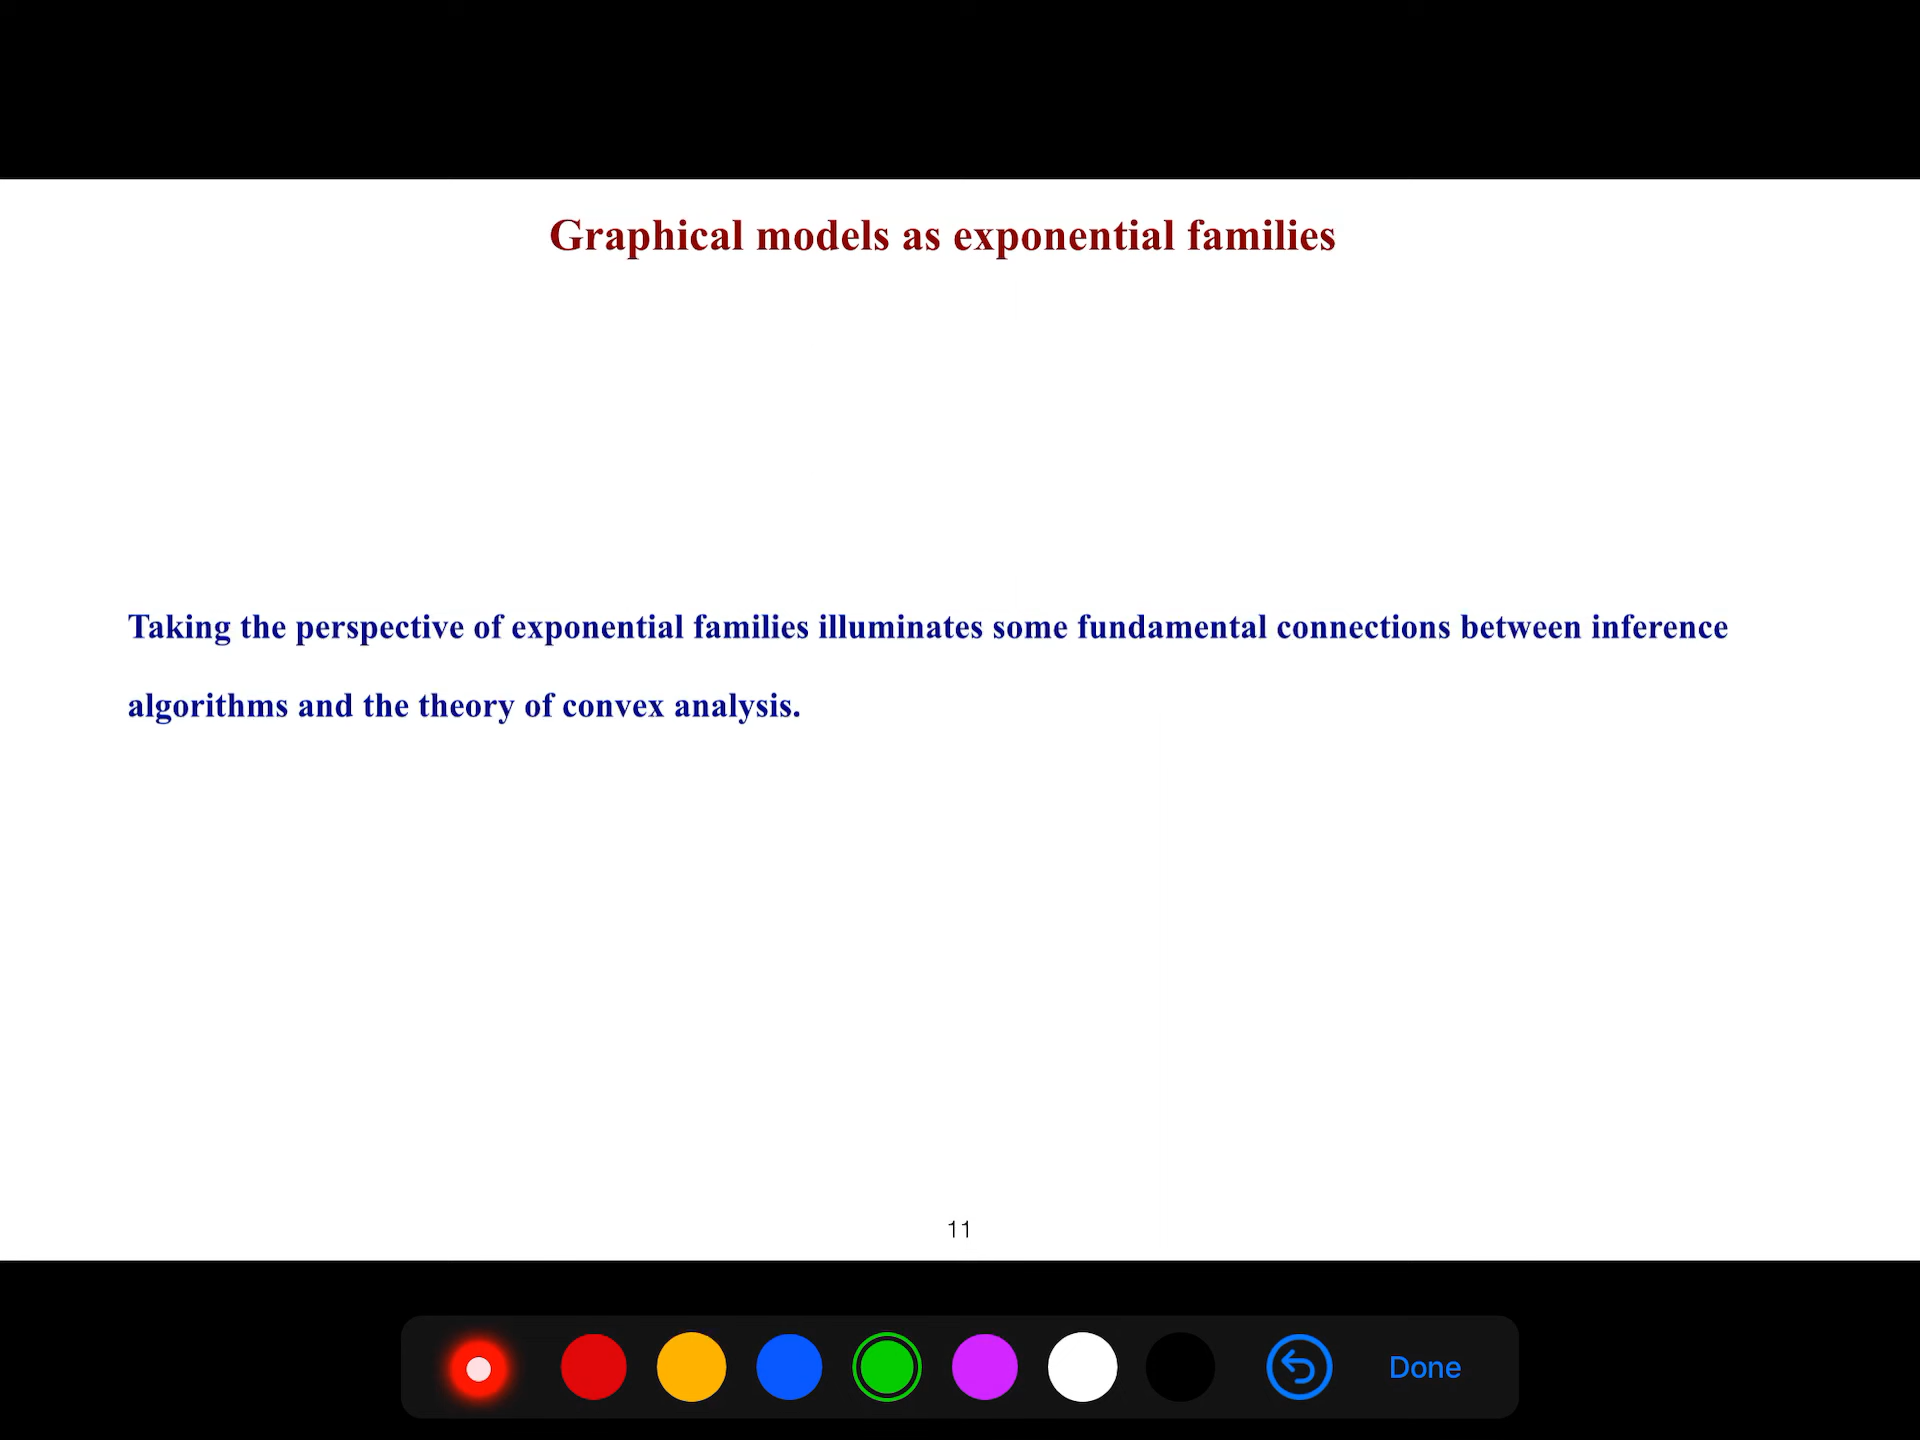 Graphical models as exponential families
Taking the perspective of exponential families illuminates some fundamental connections between inference
algorithms and the theory of convex analysis.
11
Done